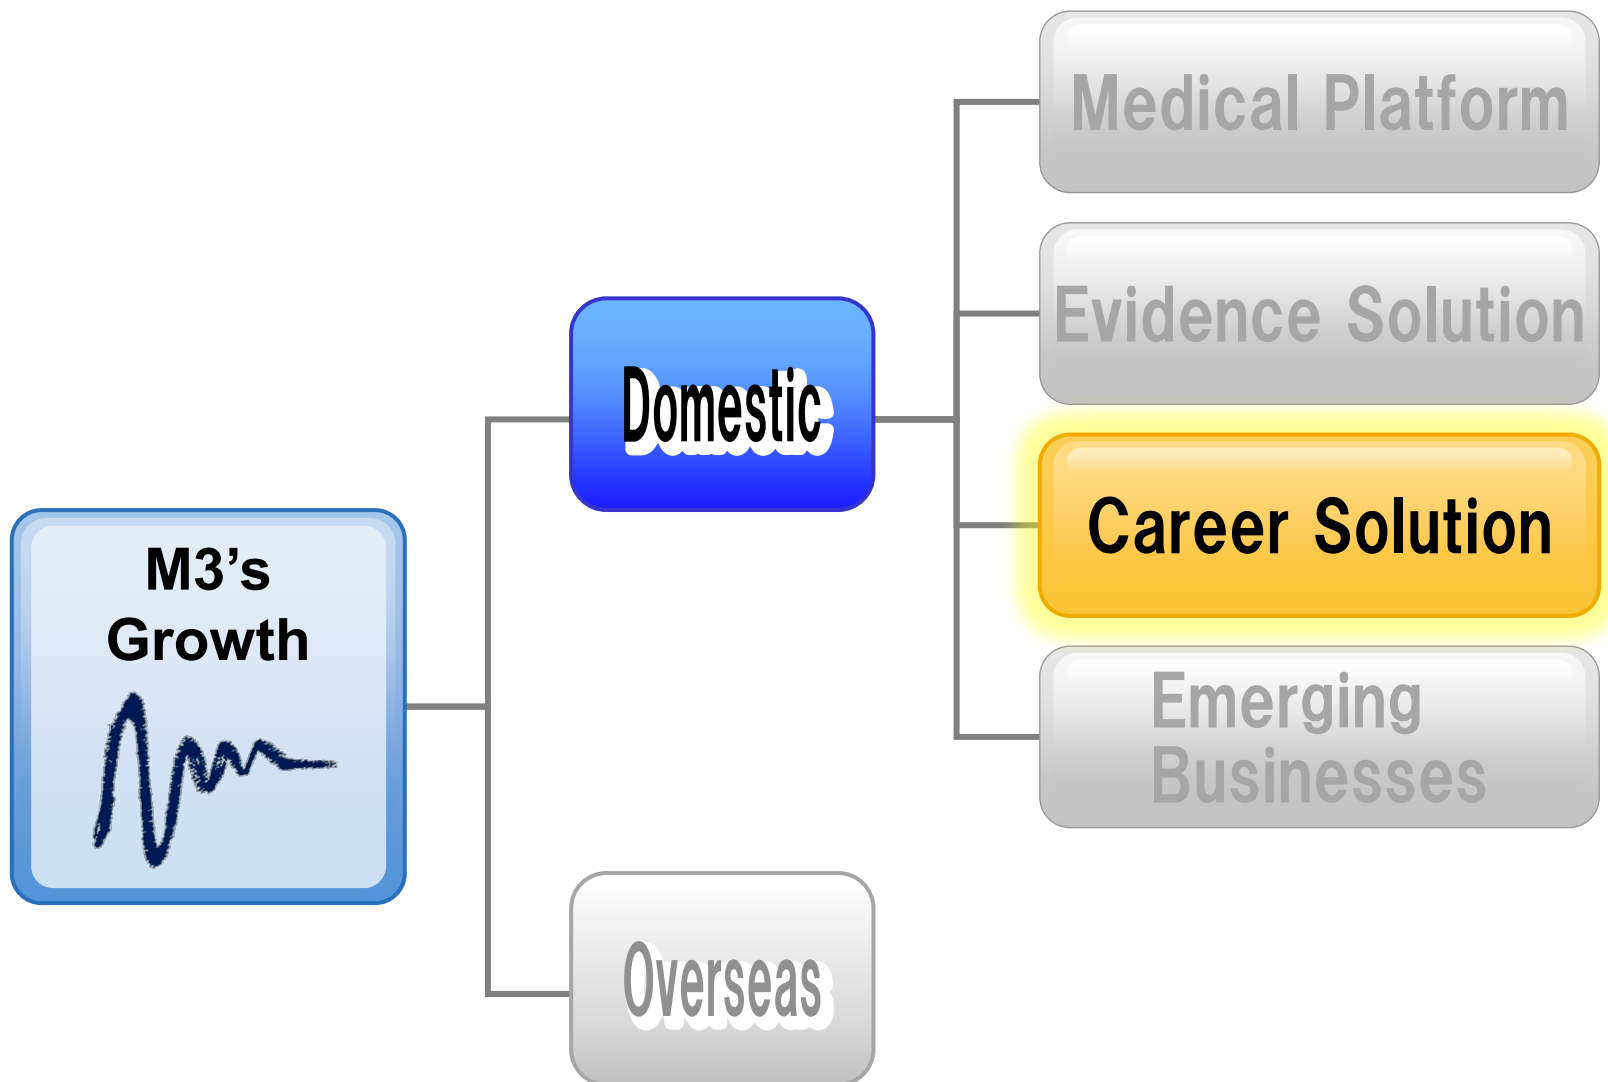 M3’s
Growth
Domestic
Overseas
Medical Platform
Evidence Solution
Career Solution
Emerging
Businesses